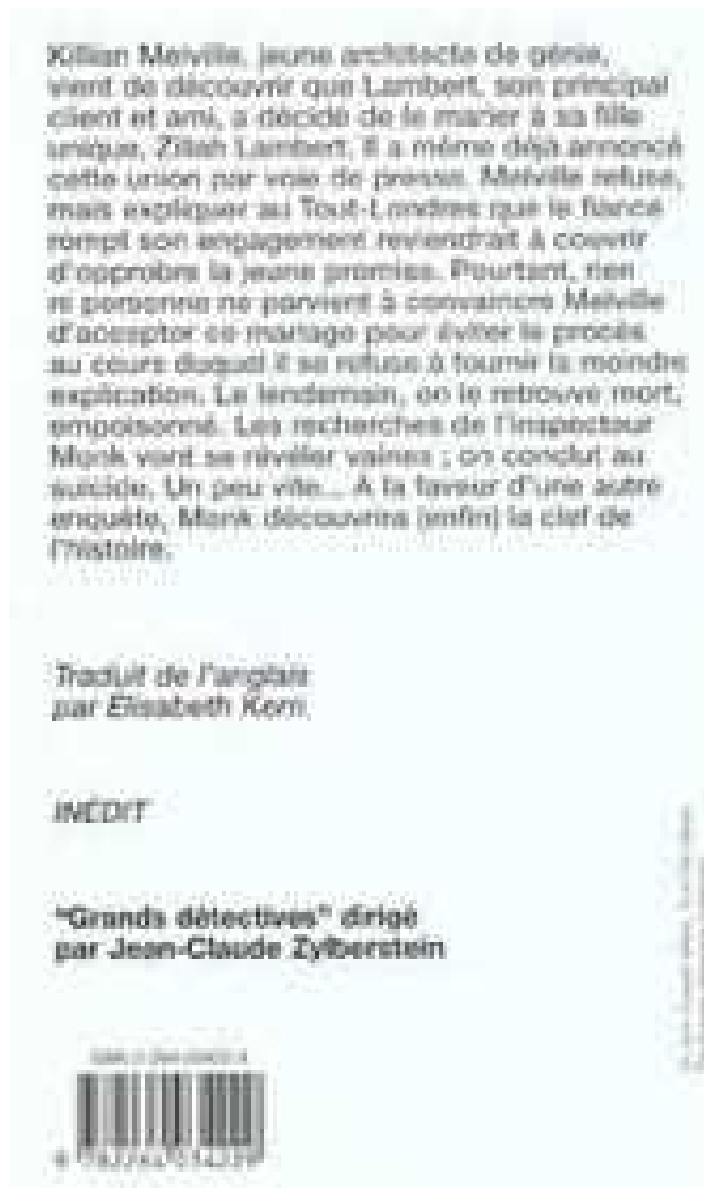 Killian Melville, jeune architecte de génie,
vient de découvrir que Lambert, son principal
client et ami, a décidé de le marier à sa fille
unique, Zillah Lambert. Il a même déjà annoncé
cette union par voie de presse. Melville refuse,
mais expliquer au Tout-Londres que le fiancé
rompt son engagement reviendrait à couvrir
d'opprobre la jeune promise. Pourtant, rien
ni personne ne parvient à convaincre Melville
d'accepter ce mariage pour éviter le procès
au cours duquel il se refuse à fournir la moindre
explication. Le lendemain, on le retrouve mort,
empoisonné. Les recherches de l'inspecteur
Monk vont se révéler vaines ; on conclut au
suicide. Un peu vite... A la faveur d'une autre
enquête, Monk découvrira (enfin) la clef de
l'histoire.
Traduit de l'anglais
par Elisabeth Kern
INÉDIT
"Grands détectives" dirigé
par Jean-Claude Zylberstein